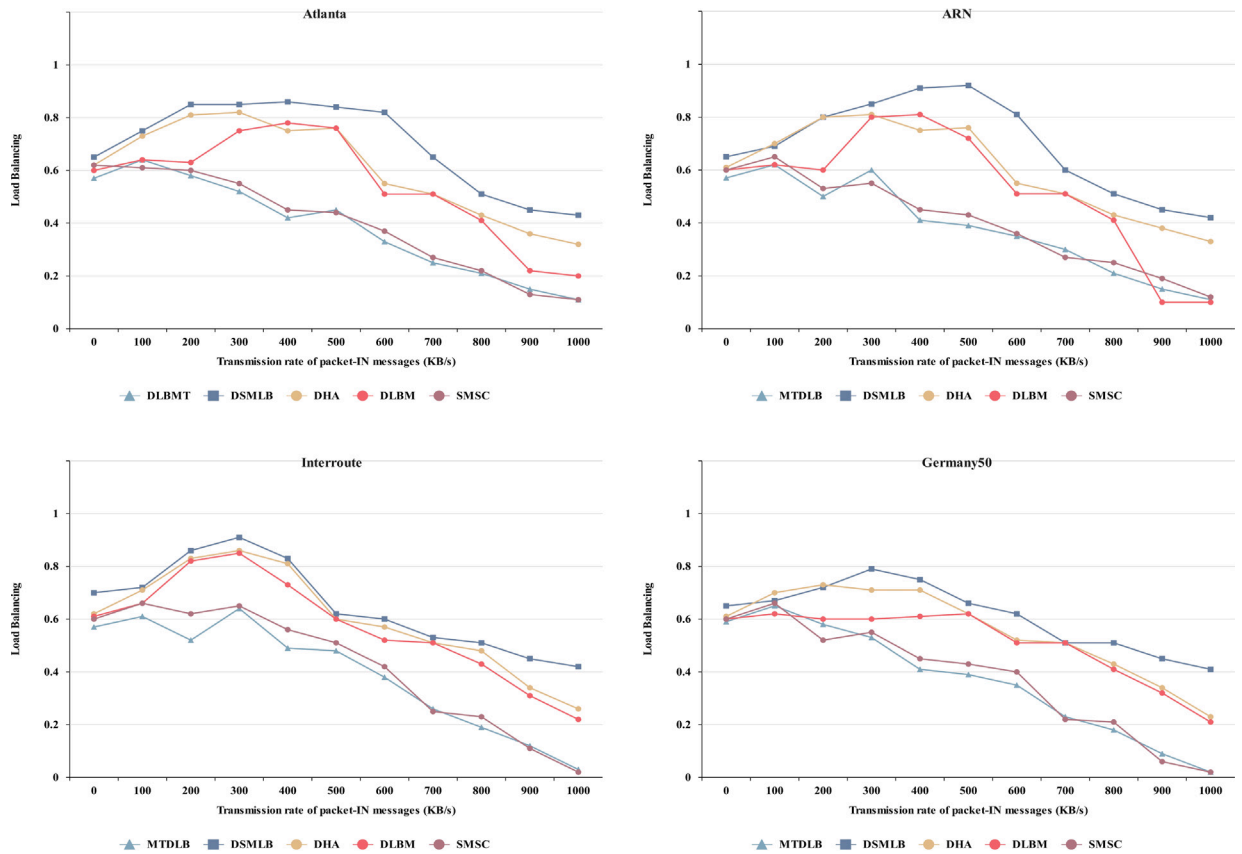 Atlanta
1
0.8
0.6
0.4
0.2
0
Load Balancing
0 100 200 300 400 500 600 700 800 900 1000
Transmission rate of packet-IN messages (KB/s)
DLBMT DSMLB DHA DLBM SMSC
ARN
1
0.8
0.6
0.4
0.2
0
Load Balancing
0 100 200 300 400 500 600 700 800 900 1000
Transmission rate of packet-IN messages (KB/s)
MTDLB DSMLB DHA DLBM SMSC
Interroute
1
0.8
0.6
0.4
0.2
0
Load Balancing
0 100 200 300 400 500 600 700 800 900 1000
Transmission rate of packet-IN messages (KB/s)
MTDLB DSMLB DHA DLBM SMSC
Germany50
1
0.8
0.6
0.4
0.2
0
Load Balancing
0 100 200 300 400 500 600 700 800 900 1000
Transmission rate of packet-IN messages (KB/s)
MTDLB DSMLB DHA DLBM SMSC